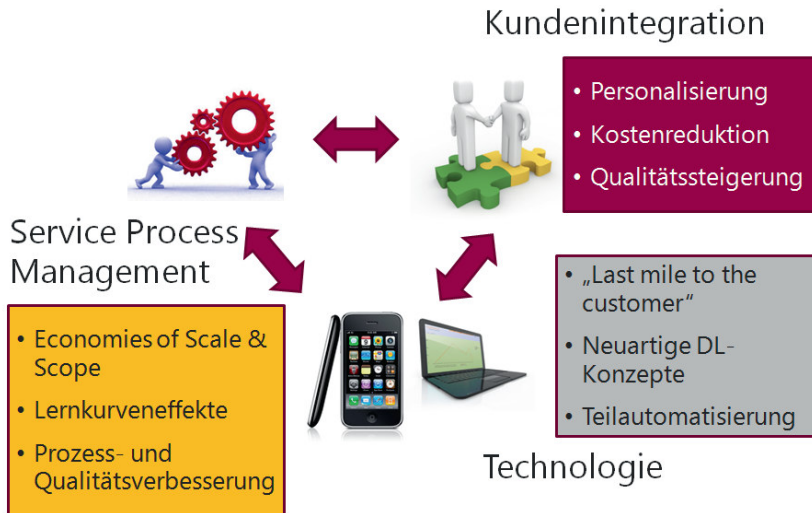 Kundenintegration
• Personalisierung
• Kostenreduktion
• Qualitätssteigerung
Service Process
Management
• Economies of Scale &
Scope
• Lernkurveneffekte
• Prozess- und
Qualitätsverbesserung
• „Last mile to the
customer“
• Neuartige DL-
Konzepte
• Teilautomatisierung
Technologie